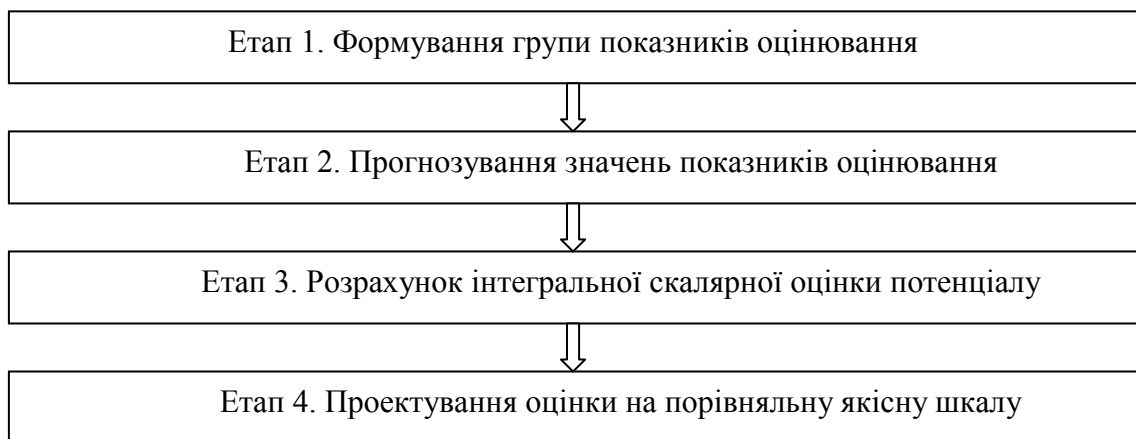 Етап 1. Формування групи показників оцінювання
Етап 2. Прогнозування значень показників оцінювання
Етап 3. Розрахунок інтегральної скалярної оцінки потенціалу
Етап 4. Проектування оцінки на порівняльну якісну шкалу